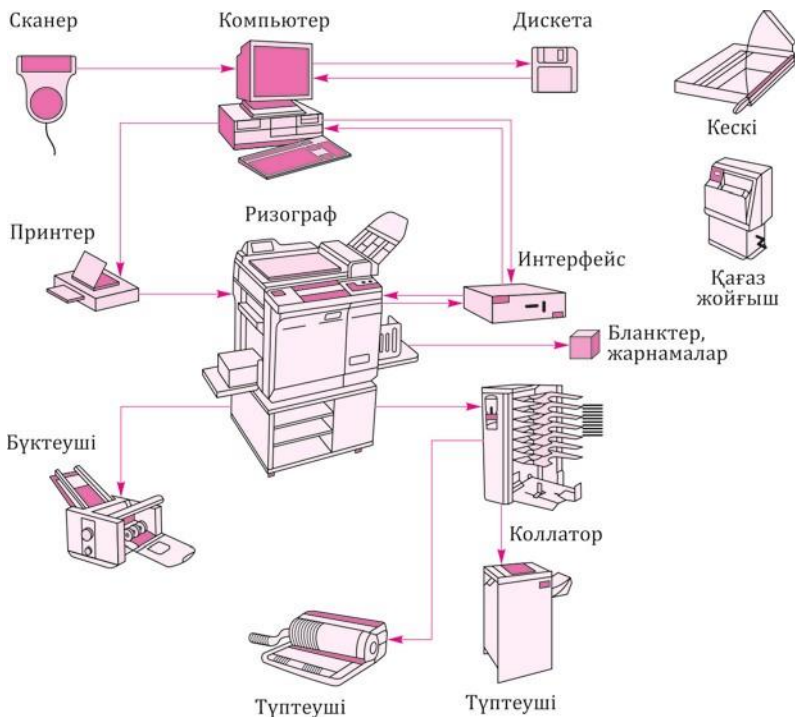 Сканер
Компьютер
Дискета
Кескі
Принтер
Ризограф
Интерфейс
Қағаз
жойғыш
Бланктер,
жарнамалар
Бүктеуші
Коллатор
Түптеуші
Түптеуші